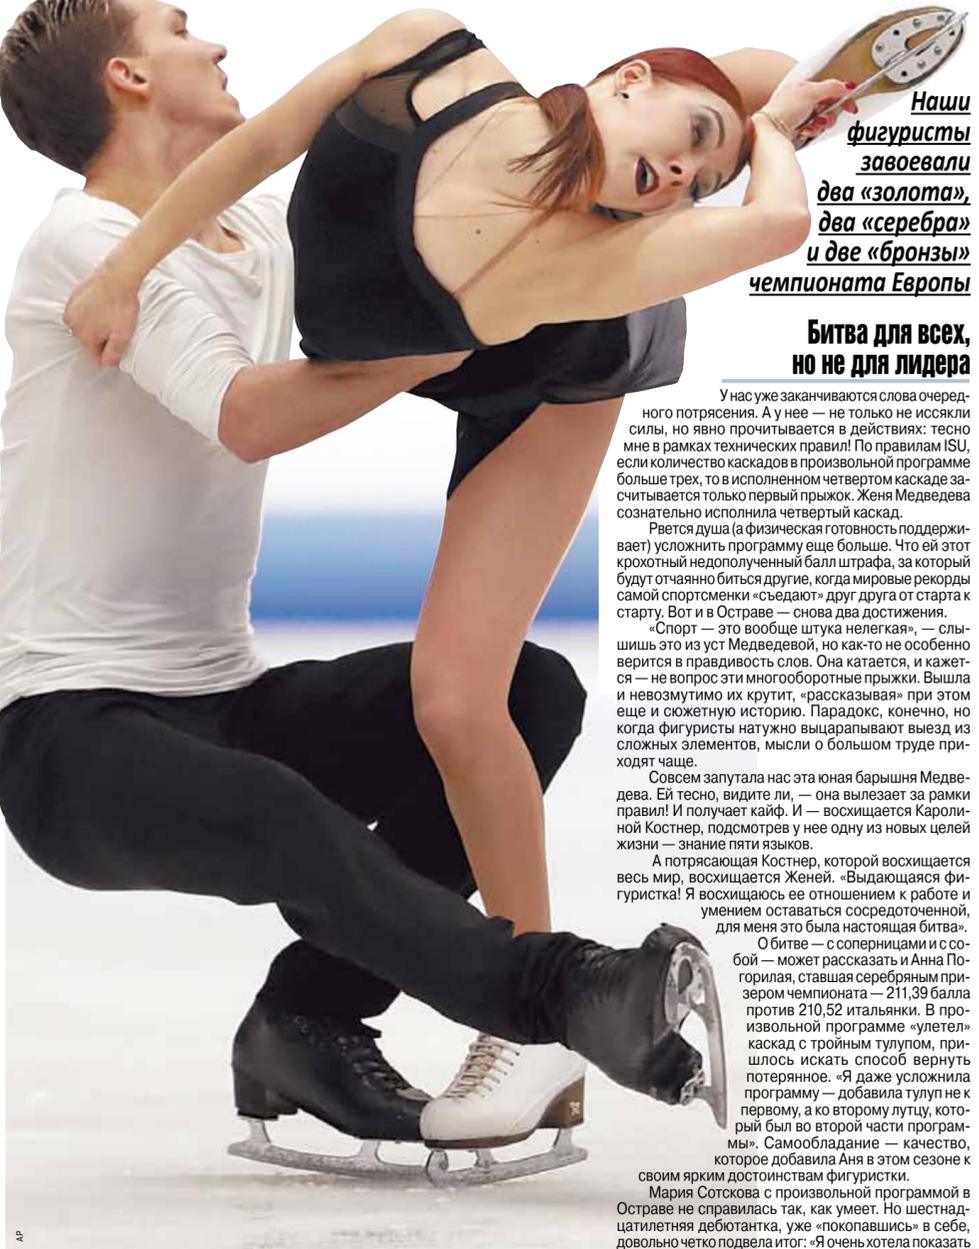 Наши
фигуристы
завоевали
два «золота»,
два «серебра»
и две «бронзы»
чемпионата Европы
Битва для всех,
но не для лидера
У нас уже заканчиваются слова очеред-
ного потрясения. А у нее — не только не иссякли
силы, но явно прочитывается в действиях: тесно
мне в рамках технических правил! По правилам ISU,
если количество каскадов в произвольной программе
больше трех, то в исполненном четвертом каскаде за-
считывается только первый прыжок. Женя Медведева
сознательно исполнила четвертый каскад.
Рвется душа (а физическая готовность поддержи-
вает) усложнить программу еще больше. Что ей этот
крохотный недополученный балл штрафа, за который
будут отчаянно биться другие, когда мировые рекорды
самой спортсменки «съедают» друг друга от старта к
старту. Вот и в Остраве — снова два достижения.
«Спорт — это вообще штука нелегкая», — слы-
шишь это из уст Медведевой, но как-то не особенно
верится в правдивость слов. Она катается, и кажет-
ся — не вопрос эти многооборотные прыжки. Вышла
и невозмутимо их крутит, «рассказывая» при этом
еще и сюжетную историю. Парадокс, конечно, но
когда фигуристы натужно выцарапывают выезд из
сложных элементов, мысли о большом труде при-
ходят чаще.
Совсем запутала нас эта юная барышня Медве-
дева. Ей тесно, видите ли, — она вылезает за рамки
правил! И получает кайф. И — восхищается Кароли-
ной Костнер, подсмотрев у нее одну из новых целей
жизни — знание пяти языков.
А потрясающая Костнер, которой восхищается
весь мир, восхищается Женей. «Выдающаяся фи-
гуристка! Я восхищаюсь ее отношением к работе и
умением оставаться сосредоточенной,
для меня это была настоящая битва».
О битве — с соперницами и с со-
бой — может рассказать и Анна По-
горилая, ставшая серебряным при-
зером чемпионата — 211,39 балла
против 210,52 итальянки. В про-
извольной программе «улетел»
каскад с тройным тулупом, при-
шлось искать способ вернуть
потерянное. «Я даже усложнила
программу — добавила тулуп не к
первому, а ко второму лутцу, кото-
рый был во второй части програм-
мы». Самообладание — качество,
которое добавила Аня в этом сезоне к
своим ярким достоинствам фигуристки.
Мария Сотскова с произвольной программой в
Остраве не справилась так, как умеет. Но шестнад-
цатилетняя дебютантка, уже «покопавшись» в себе,
довольно четко подвела итог: «Я очень хотела показать
AP